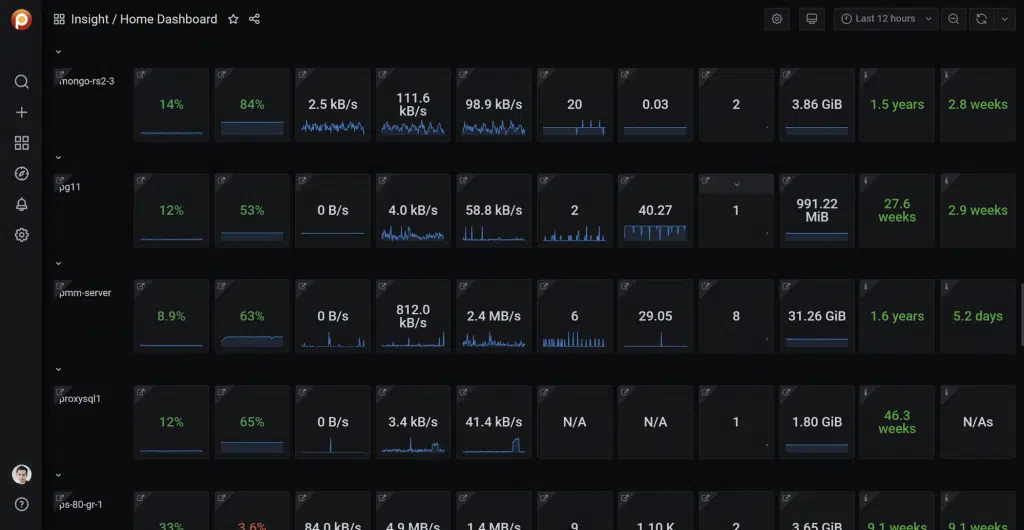 Insight / Home Dashboard
Last 12 hours
mongo-rs2-3
14%
84%
2.5 kB/s
111.6
kB/s
98.9 kB/s
20
0.03
2
3.86 GiB
1.5 years
2.8 weeks
pg11
12%
53%
0 B/s
4.0 kB/s
58.8 kB/s
2
40.27
1
991.22
MiB
27.6
weeks
2.9 weeks
pmm-server
8.9%
63%
0 B/s
812.0
kB/s
2.4 MB/s
6
29.05
8
31.26 GiB
1.6 years
5.2 days
proxysql1
12%
65%
0 B/s
3.4 kB/s
41.4 kB/s
N/A
N/A
1
1.80 GiB
46.3
weeks
N/As
ps-80-gr-1
33%
3.6%
84.0 kB/s
4.9 MB/s
1.4 MB/s
9
1.10 K
2
3.65 GiB
9.1 weeks
9.1 weeks